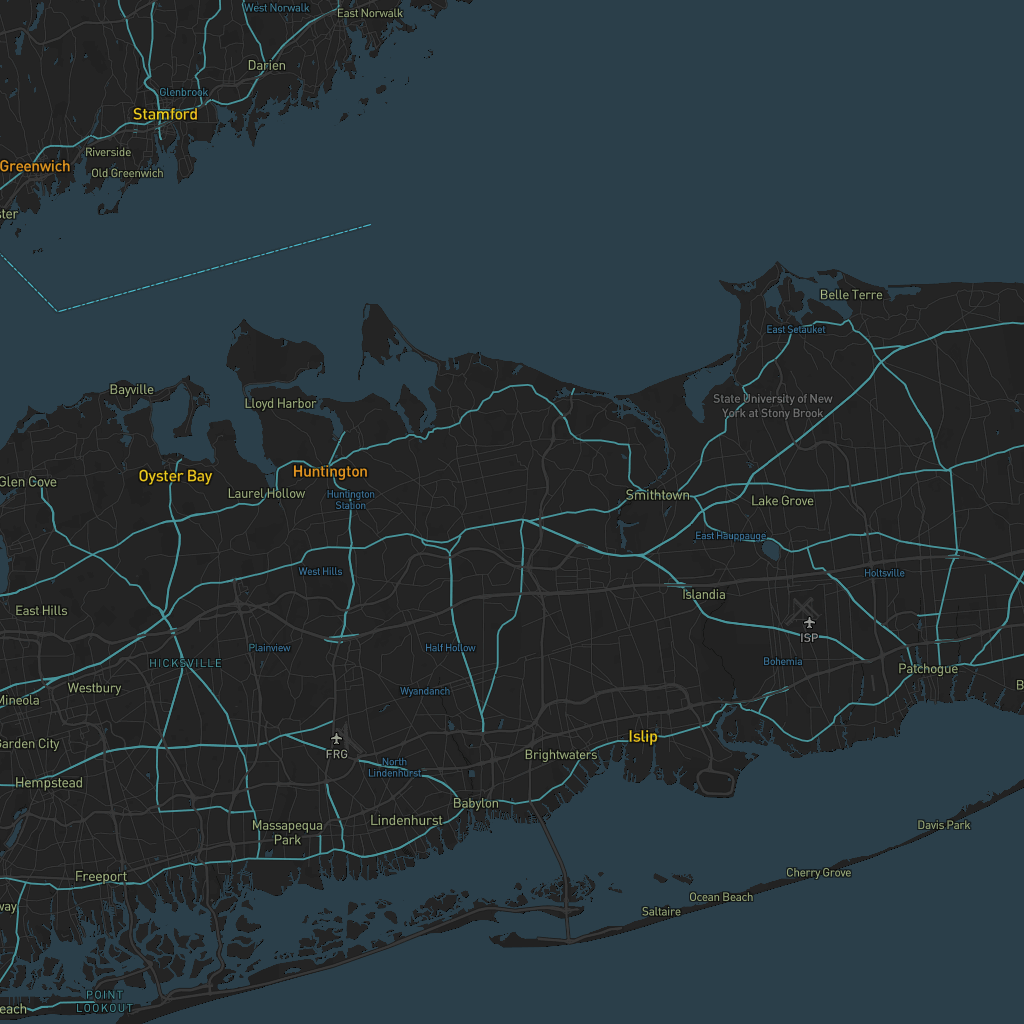 West Norwalk
East Norwalk
Darien
Glenbrook
Stamford
Riverside
Greenwich
Old Greenwich
ster
Belle Terre
East Setauket
Bayville
Lloyd Harbor
State University of New
York at Stony Brook
Glen Cove
Oyster Bay
Huntington
Laurel Hollow
Huntington
Station
Smithtown
Lake Grove
East Hauppauge
West Hills
Holtsville
Islandia
East Hills
ISP
Plainview
Half Hollow
HICKSVILLE
Bohemia
Patchogue
Westbury
Wyandanch
B
Mineola
Garden City
Islip
FRG
Brightwaters
North
Lindenhurst
Hempstead
Babylon
Lindenhurst
Massapequa
Park
Davis Park
Freeport
Cherry Grove
Ocean Beach
way
Saltaire
POINT
LOOKOUT
each